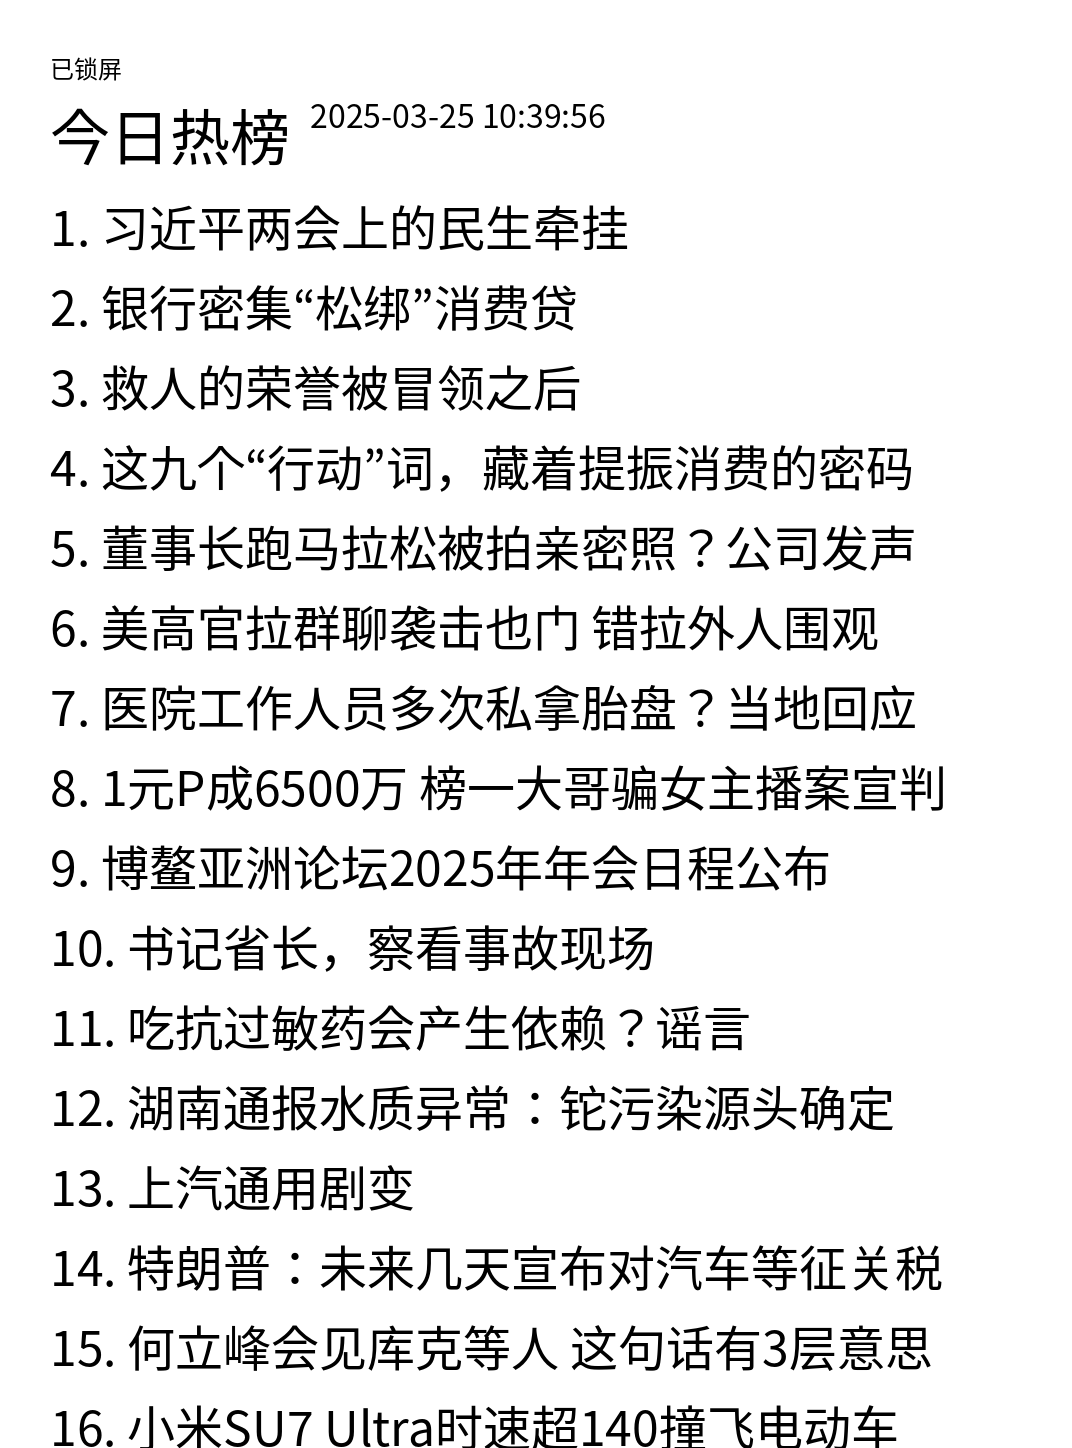 已锁屏
今日热榜 2025-03-25 10:39:56
1. 习近平两会上的民生牵挂
2. 银行密集“松绑”消费贷
3. 救人的荣誉被冒领之后
4. 这九个“行动”词，藏着提振消费的密码
5. 董事长跑马拉松被拍亲密照？公司发声
6. 美高官拉群聊袭击也门 错拉外人围观
7. 医院工作人员多次私拿胎盘？当地回应
8. 1元P成6500万 榜一大哥骗女主播案宣判
9. 博鳌亚洲论坛2025年年会日程公布
10. 书记省长，察看事故现场
11. 吃抗过敏药会产生依赖？谣言
12. 湖南通报水质异常：铊污染源头确定
13. 上汽通用剧变
14. 特朗普：未来几天宣布对汽车等征关税
15. 何立峰会见库克等人 这句话有3层意思
16. 小米SU7 Ultra时速超140撞飞电动车